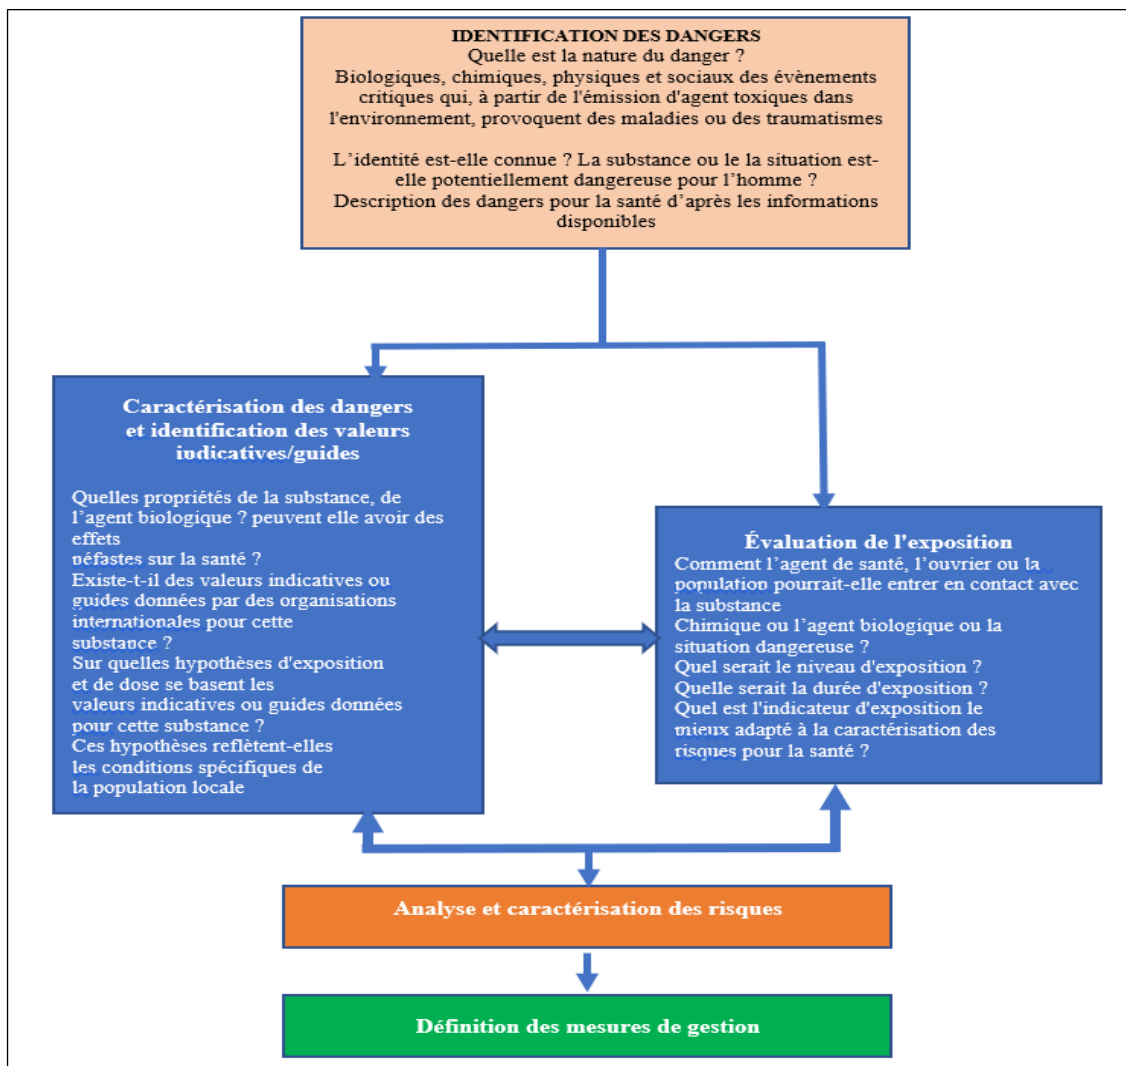 IDENTIFICATION DES DANGERS
Quelle est la nature du danger ?
Biologiques, chimiques, physiques et sociaux des évènements
critiques qui, à partir de l'émission d'agent toxiques dans
l'environnement, provoquent des maladies ou des traumatismes
L’identité est-elle connue ? La substance ou le la situation est-
elle potentiellement dangereuse pour l’homme ?
Description des dangers pour la santé d’après les informations
disponibles
Caractérisation des dangers
et identification des valeurs
indicatives/guides
Quelles propriétés de la substance, de
l’agent biologique ? peuvent elle avoir des
effets
néfastes sur la santé ?
Existe-t-il des valeurs indicatives ou
guides données par des organisations
internationales pour cette
substance ?
Sur quelles hypothèses d'exposition
et de dose se basent les
valeurs indicatives ou guides données
pour cette substance ?
Ces hypothèses reflètent-elles
les conditions spécifiques de
la population locale
Évaluation de l'exposition
Comment l’agent de santé, l’ouvrier ou la
population pourrait-elle entrer en contact avec
la substance
Chimique ou l’agent biologique ou la
situation dangereuse ?
Quel serait le niveau d’exposition ?
Quelle serait la durée d’exposition ?
Quel est l'indicateur d'exposition le
mieux adapté à la caractérisation des
risques pour la santé ?
Analyse et caractérisation des risques
Définition des mesures de gestion